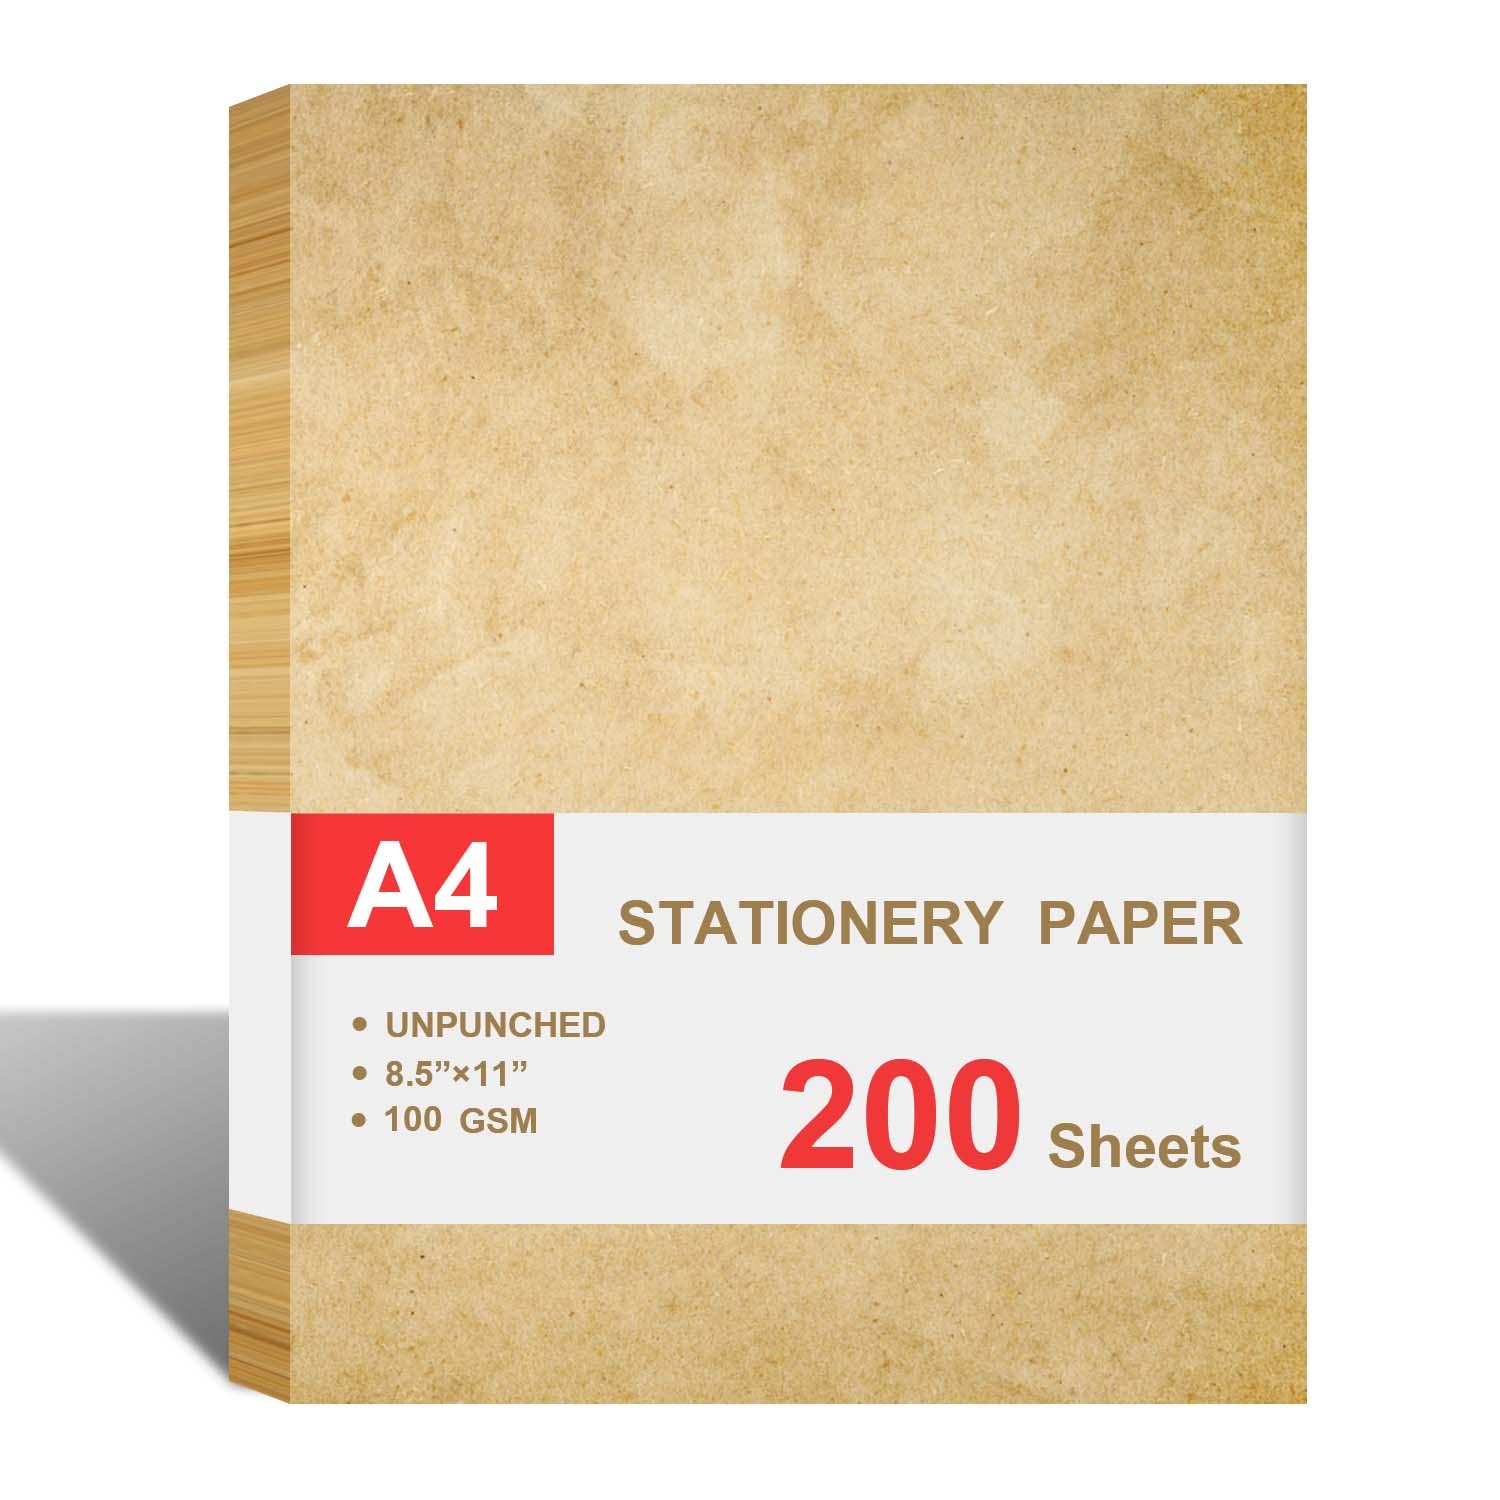 A4
STATIONERY PAPER
• UNPUNCHED
• 8.5”×11”
• 100 GSM
200 Sheets